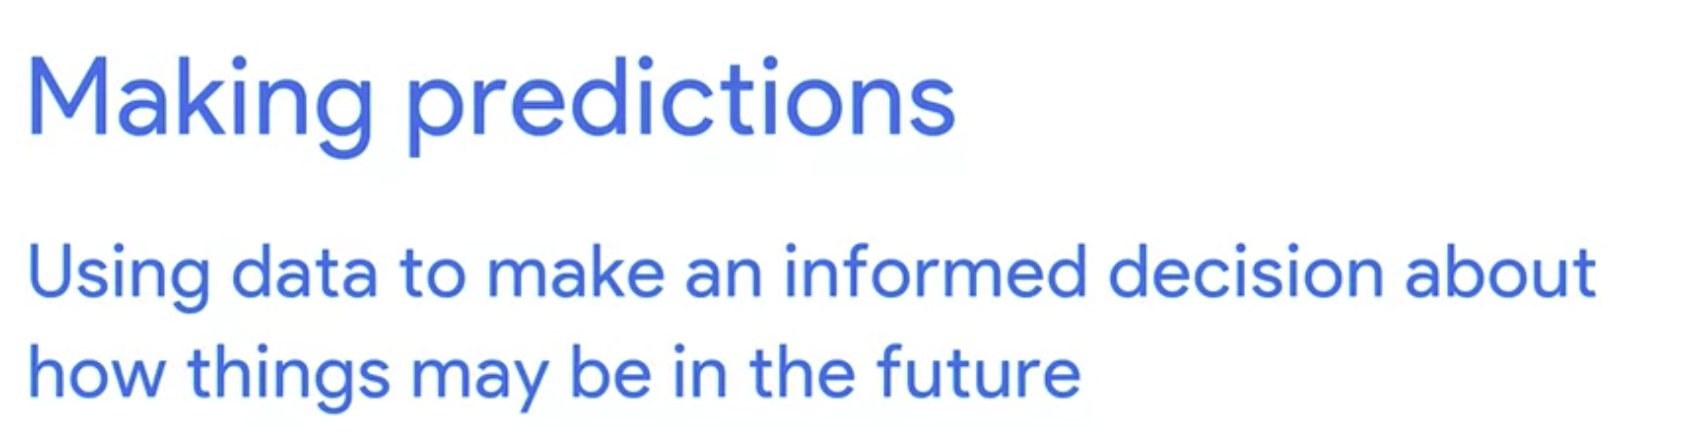 Making predictions
Using data to make an informed decision about
how things may be in the future